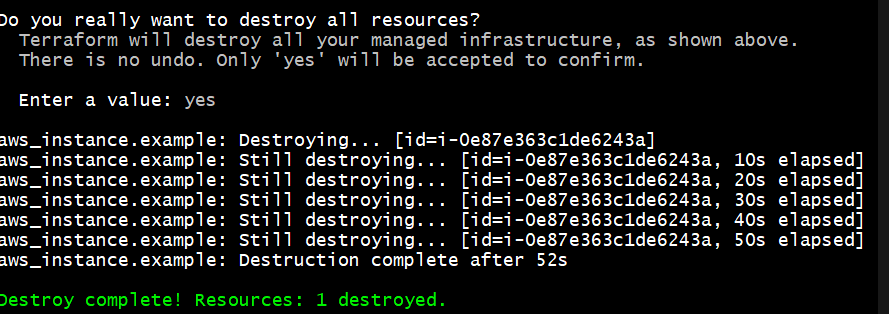 Do you really want to destroy all resources?
  Terraform will destroy all your managed infrastructure, as shown above.
  There is no undo. Only 'yes' will be accepted to confirm.

  Enter a value: yes

aws_instance.example: Destroying... [id=i-0e87e363c1de6243a]
aws_instance.example: Still destroying... [id=i-0e87e363c1de6243a, 10s elapsed]
aws_instance.example: Still destroying... [id=i-0e87e363c1de6243a, 20s elapsed]
aws_instance.example: Still destroying... [id=i-0e87e363c1de6243a, 30s elapsed]
aws_instance.example: Still destroying... [id=i-0e87e363c1de6243a, 40s elapsed]
aws_instance.example: Still destroying... [id=i-0e87e363c1de6243a, 50s elapsed]
aws_instance.example: Destruction complete after 52s

Destroy complete! Resources: 1 destroyed.